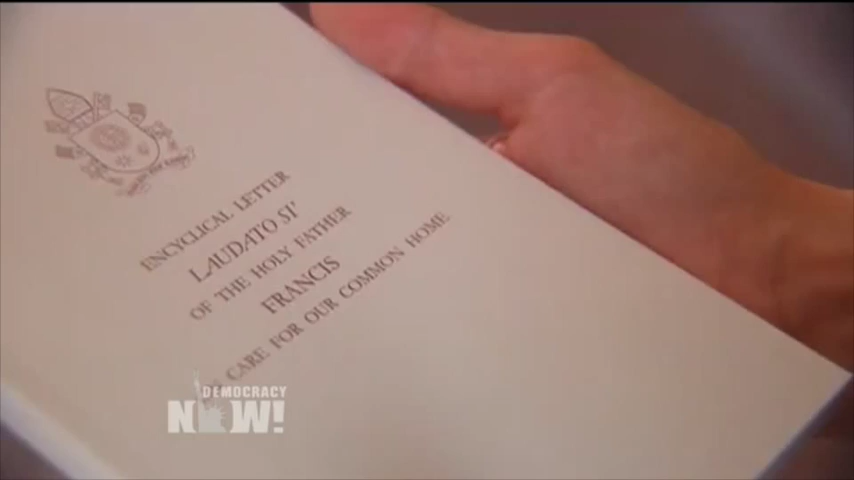 ENCYCLICAL LETTER
LAUDATO SI'
OF THE HOLY FATHER
FRANCIS
CARE FOR OUR COMMON HOME
DEMOCRACY
NOW!